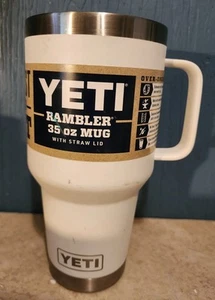 YETI
RAMBLER
35 oz MUG
WITH STRAW LID
YETI